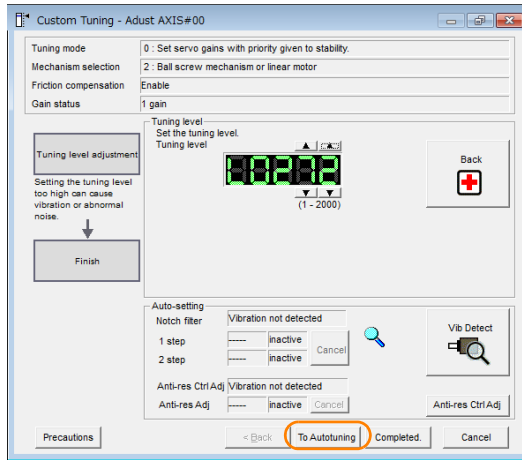 Custom Tuning - Adust AXIS#00
Tuning mode 0 : Set servo gains with priority given to stability.
Mechanism selection 2 : Ball screw mechanism or linear motor
Friction compensation Enable
Gain status 1 gain
Tuning level adjustment
Setting the tuning level
too high can cause
vibration or abnormal
noise.
Finish
Tuning level
Set the tuning level.
Tuning level
L0272
(1 - 2000)
Back
Auto-setting
Notch filter Vibration not detected
1 step ----- inactive
Cancel
2 step ----- inactive
Vib Detect
Anti-res Ctrl Adj Vibration not detected
Anti-res Adj ----- inactive Cancel
Anti-res Ctrl Adj
Precautions < Back To Autotuning Completed. Cancel